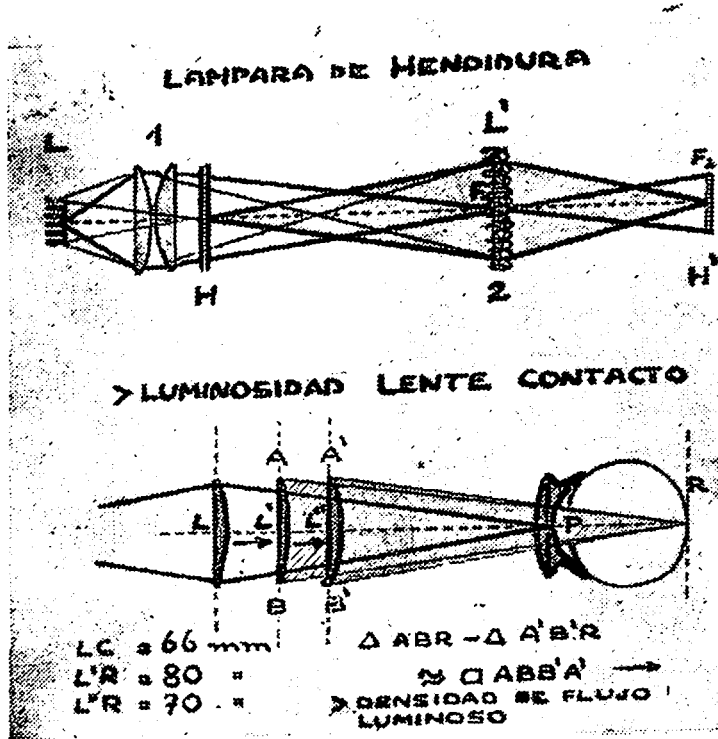 LAMPARA DE HENDIDURA
L 1 L' F2
H 2 H'
> LUMINOSIDAD LENTE CONTACTO
A A'
L L' L" P R
B B'
LC = 66 mm
L'R = 80 "
L"R = 70 "
Δ ABR - Δ A'B'R
≈ ▱ ABB'A' →
> DENSIDAD DE FLUJO
LUMINOSO